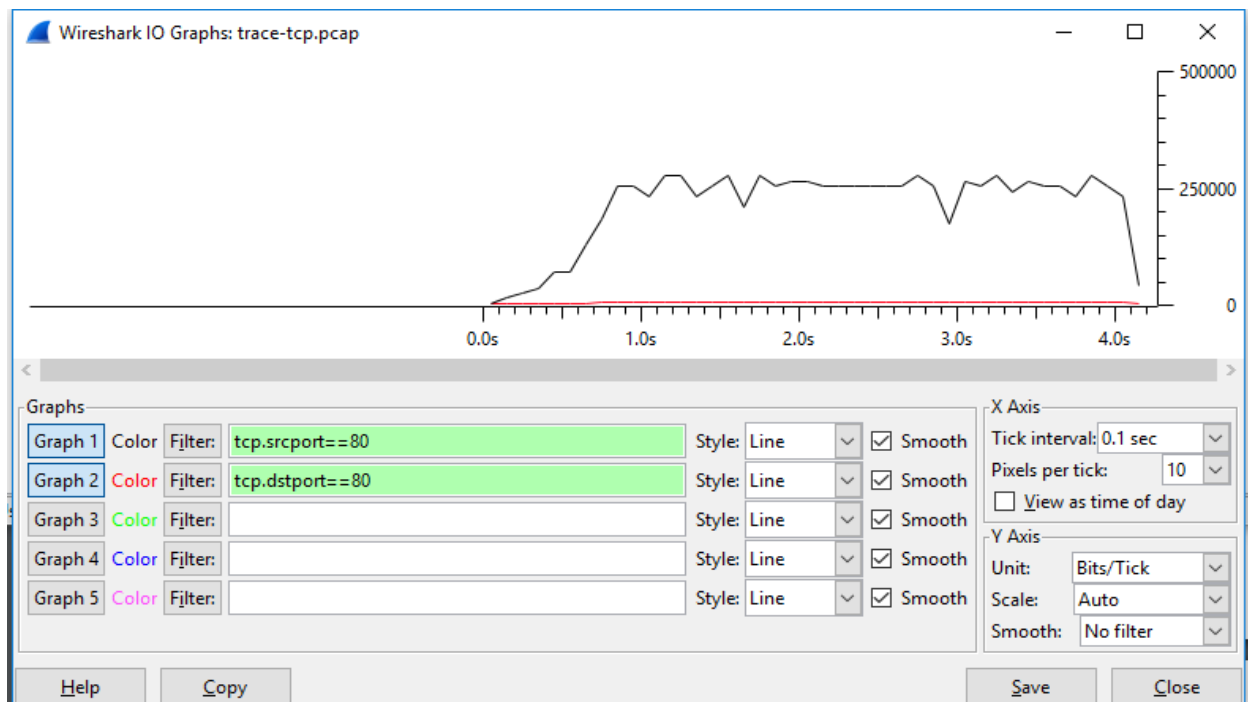 Wireshark IO Graphs: trace-tcp.pcap
500000
250000
0
0.0s 1.0s 2.0s 3.0s 4.0s
Graphs
Graph 1 Color Filter: tcp.srcport==80 Style: Line Smooth
Graph 2 Color Filter: tcp.dstport==80 Style: Line Smooth
Graph 3 Color Filter: Style: Line Smooth
Graph 4 Color Filter: Style: Line Smooth
Graph 5 Color Filter: Style: Line Smooth
X Axis
Tick interval: 0.1 sec
Pixels per tick: 10
View as time of day
Y Axis
Unit: Bits/Tick
Scale: Auto
Smooth: No filter
Help Copy Save Close